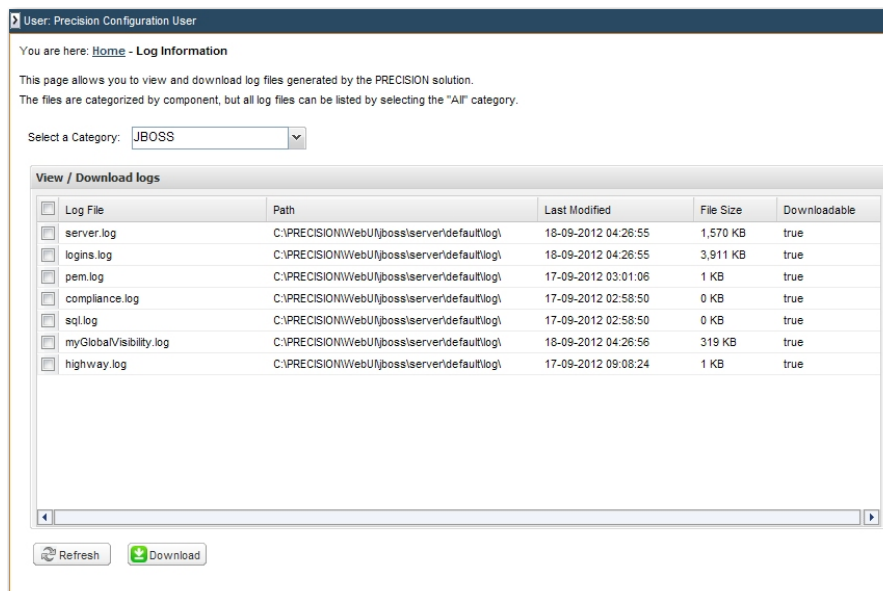 User: Precision Configuration User
You are here: Home - Log Information
This page allows you to view and download log files generated by the PRECISION solution.
The files are categorized by component, but all log files can be listed by selecting the "All" category.
Select a Category: JBOSS
View / Download logs
Log File Path Last Modified File Size Downloadable
server.log C:\PRECISION\WebUI\jboss\server\default\log\ 18-09-2012 04:26:55 1,570 KB true
logins.log C:\PRECISION\WebUI\jboss\server\default\log\ 18-09-2012 04:26:55 3,911 KB true
pem.log C:\PRECISION\WebUI\jboss\server\default\log\ 17-09-2012 03:01:06 1 KB true
compliance.log C:\PRECISION\WebUI\jboss\server\default\log\ 17-09-2012 02:58:50 0 KB true
sql.log C:\PRECISION\WebUI\jboss\server\default\log\ 17-09-2012 02:58:50 0 KB true
myGlobalVisibility.log C:\PRECISION\WebUI\jboss\server\default\log\ 18-09-2012 04:26:56 319 KB true
highway.log C:\PRECISION\WebUI\jboss\server\default\log\ 17-09-2012 09:08:24 1 KB true
Refresh Download